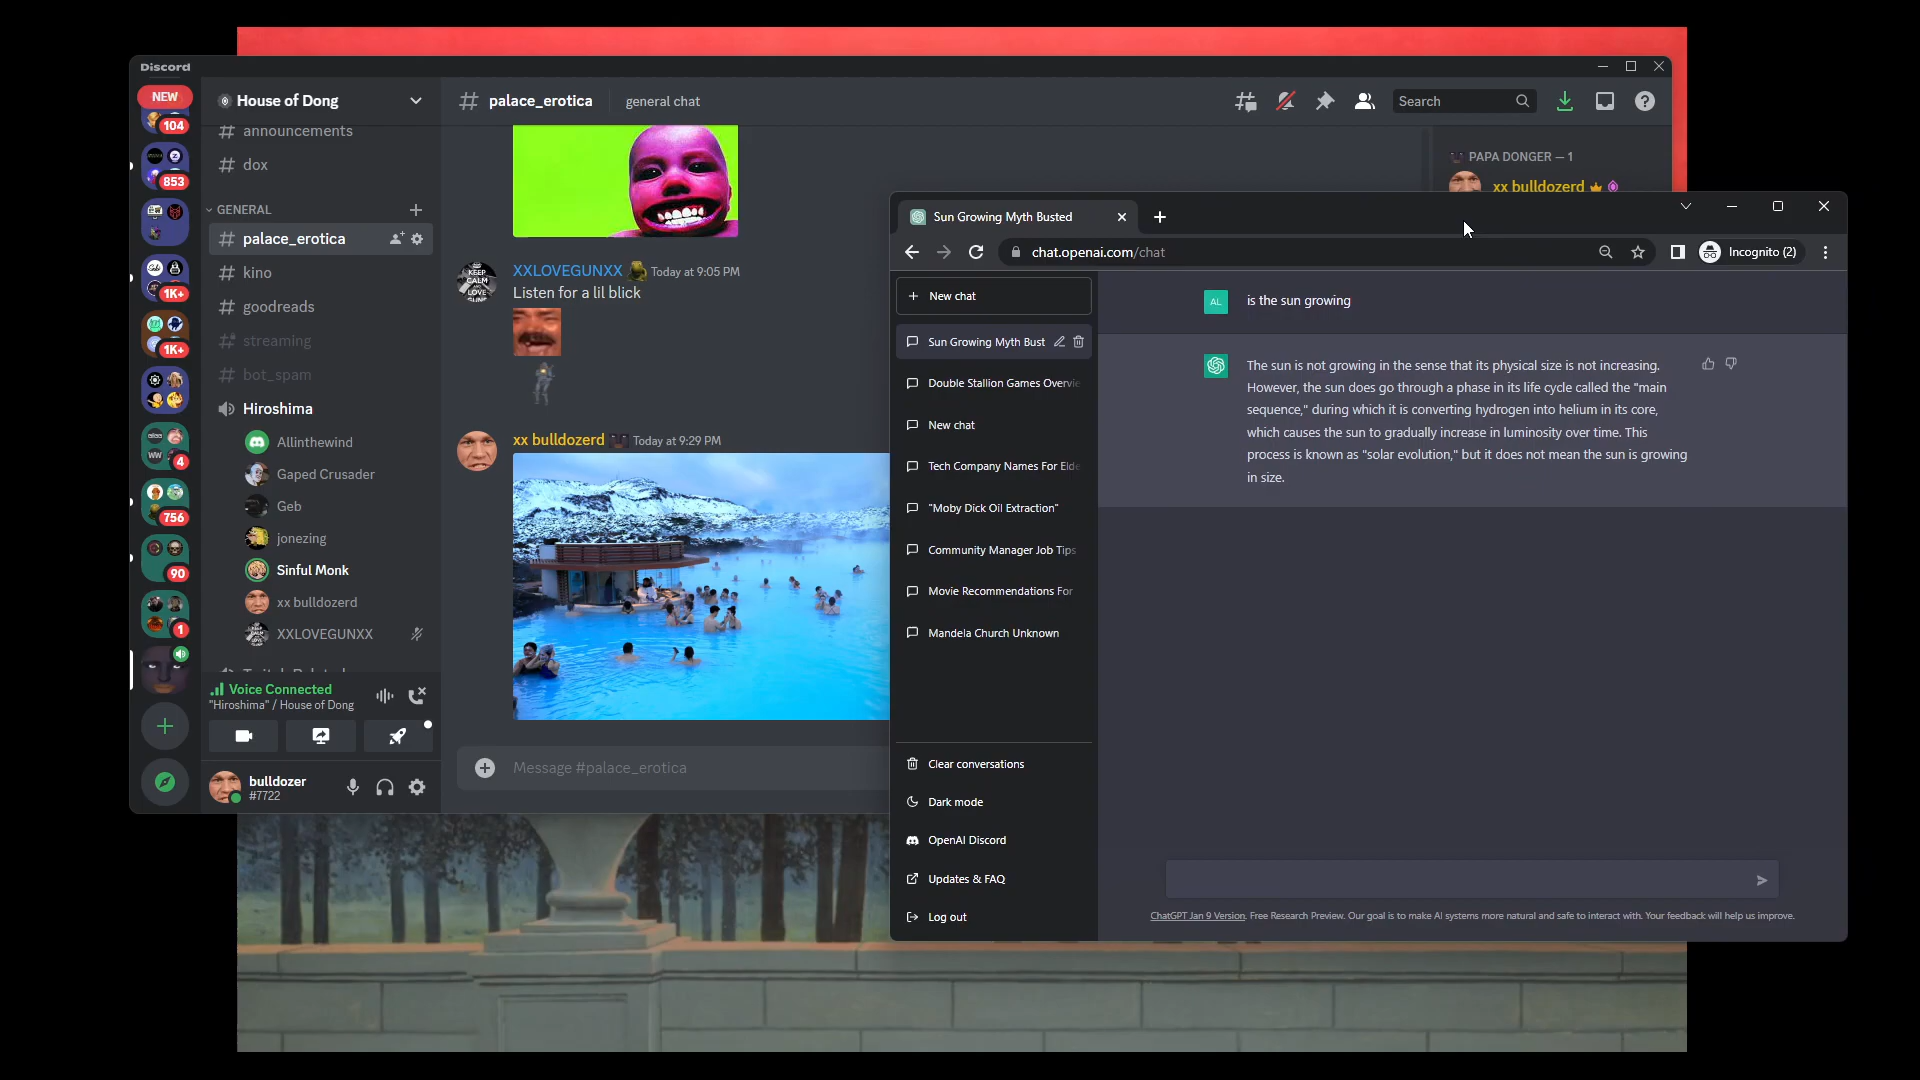 Discord
NEW
104
853
1K+
1K+
4
756
90
1
House of Dong
announcements
dox
GENERAL
palace_erotica
kino
goodreads
streaming
bot_spam
Hiroshima
Allinthewind
Gaped Crusader
Geb
jonezing
Sinful Monk
xx bulldozerd
XXLOVEGUNXX
Voice Connected
"Hiroshima" / House of Dong
bulldozer
#7722
palace_erotica
general chat
Search
KEEP
CALM
AND
LOVE
XXLOVEGUNXX Today at 9:05 PM
Listen for a lil blick
xx bulldozerd Today at 9:29 PM
Message #palace_erotica
PAPA DONGER — 1
xx bulldozerd
Sun Growing Myth Busted
chat.openai.com/chat
Incognito (2)
New chat
Sun Growing Myth Bust
Double Stallion Games Overvie
New chat
Tech Company Names For Elde
"Moby Dick Oil Extraction"
Community Manager Job Tips
Movie Recommendations For
Mandela Church Unknown
Clear conversations
Dark mode
OpenAI Discord
Updates & FAQ
Log out
AL
is the sun growing
The sun is not growing in the sense that its physical size is not increasing.
However, the sun does go through a phase in its life cycle called the "main
sequence," during which it is converting hydrogen into helium in its core,
which causes the sun to gradually increase in luminosity over time. This
process is known as "solar evolution," but it does not mean the sun is growing
in size.
ChatGPT Jan 9 Version. Free Research Preview. Our goal is to make AI systems more natural and safe to interact with. Your feedback will help us improve.